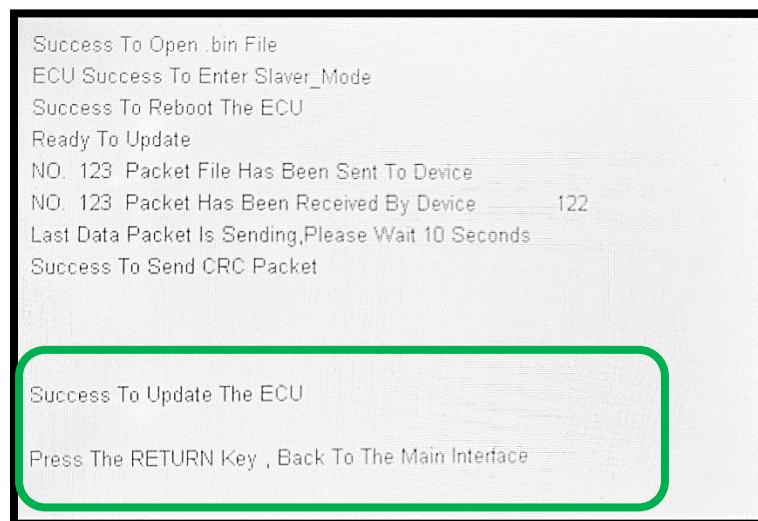 Success To Open .bin File
ECU Success To Enter Slaver_Mode
Success To Reboot The ECU
Ready To Update
NO. 123 Packet File Has Been Sent To Device
NO. 123 Packet Has Been Received By Device 122
Last Data Packet Is Sending,Please Wait 10 Seconds
Success To Send CRC Packet
Success To Update The ECU
Press The RETURN Key , Back To The Main Interface